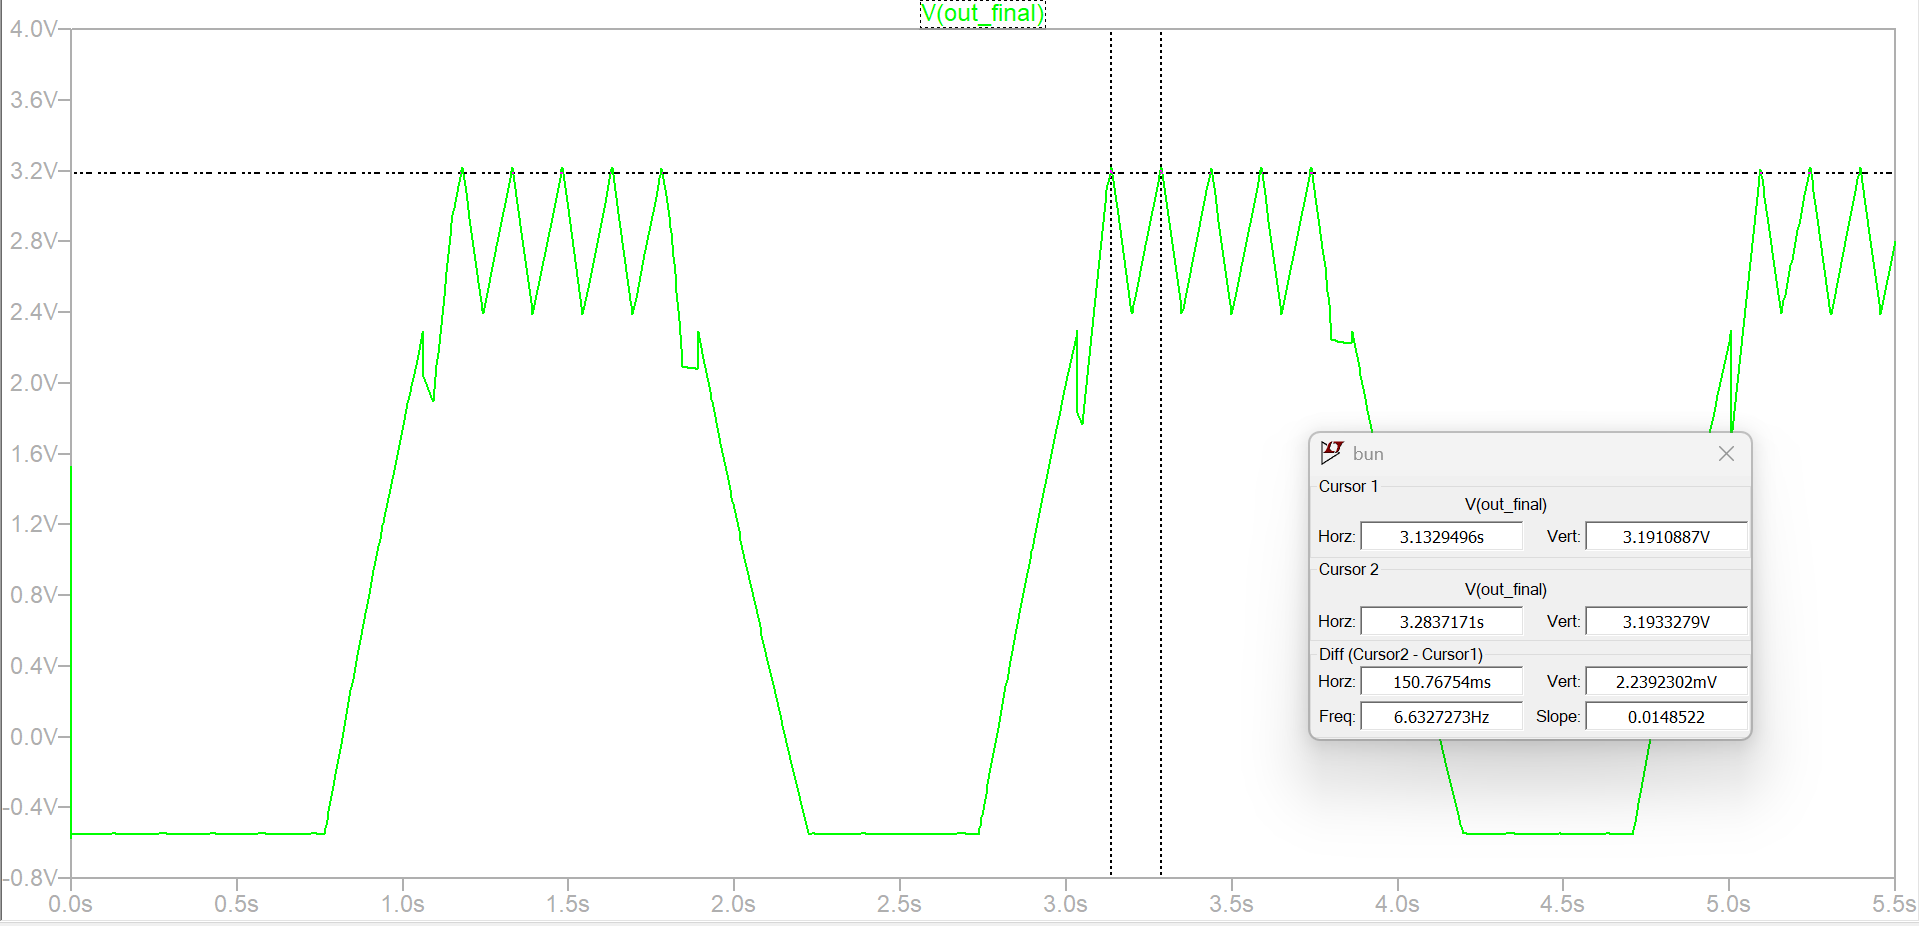 V(out_final)
4.0V
3.6V
3.2V
2.8V
2.4V
2.0V
1.6V
1.2V
0.8V
0.4V
0.0V
-0.4V
-0.8V
0.0s 0.5s 1.0s 1.5s 2.0s 2.5s 3.0s 3.5s 4.0s 4.5s 5.0s 5.5s
bun
Cursor 1
V(out_final)
Horz: 3.1329496s Vert: 3.1910887V
Cursor 2
V(out_final)
Horz: 3.2837171s Vert: 3.1933279V
Diff (Cursor2 - Cursor1)
Horz: 150.76754ms Vert: 2.2392302mV
Freq: 6.6327273Hz Slope: 0.0148522